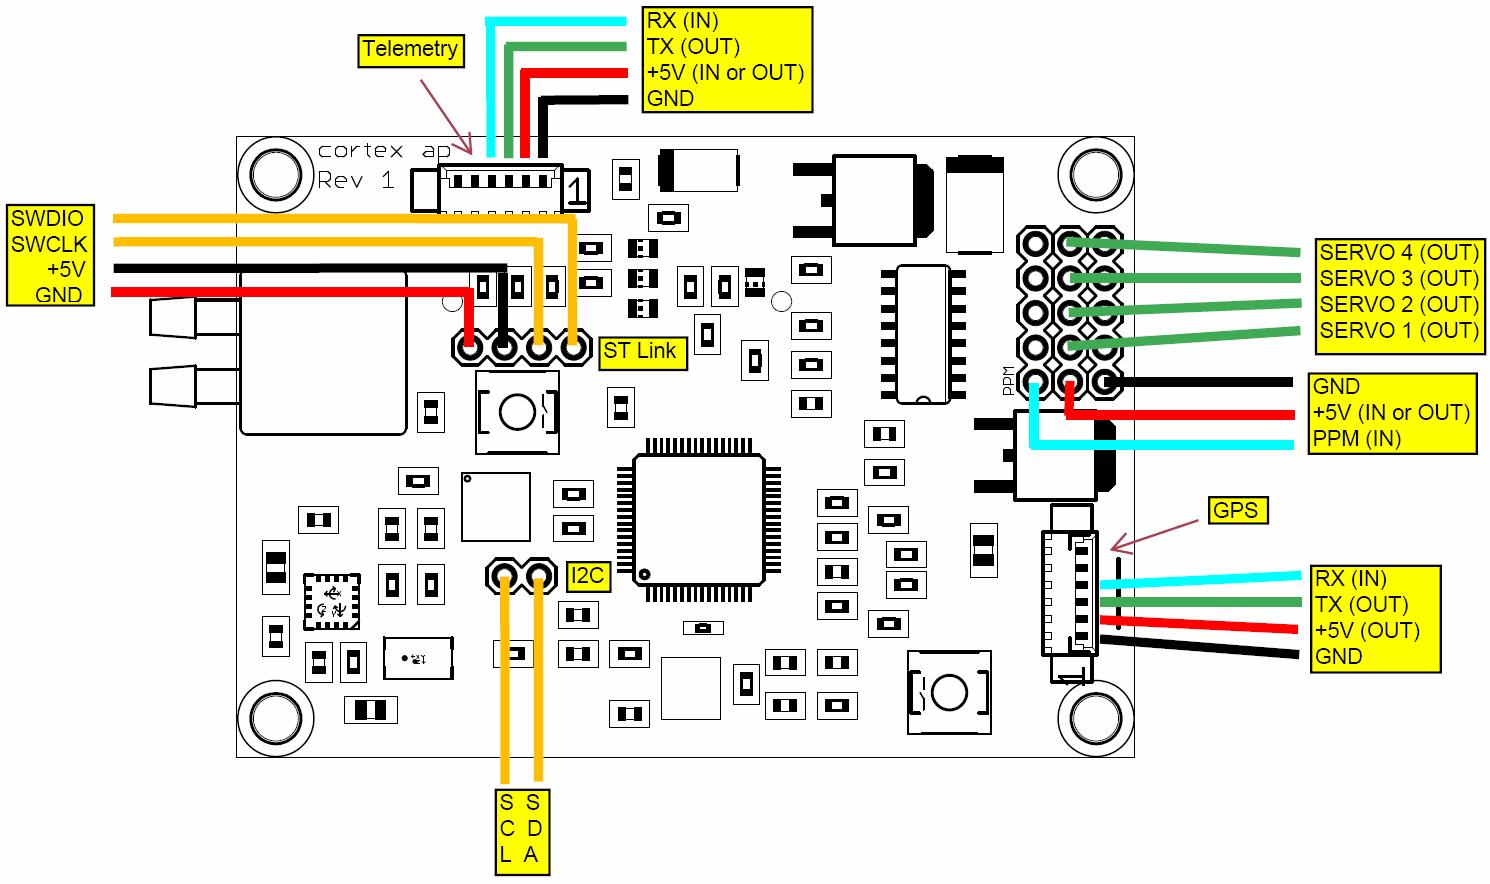 RX (IN)
TX (OUT)
+5V (IN or OUT)
GND
Telemetry
cortex ap
Rev 1
1
SWDIO
SWCLK
+5V
GND
ST Link
SERVO 4 (OUT)
SERVO 3 (OUT)
SERVO 2 (OUT)
SERVO 1 (OUT)
PPM
GND
+5V (IN or OUT)
PPM (IN)
GPS
I2C
RX (IN)
TX (OUT)
+5V (OUT)
GND
1
S S
C D
L A